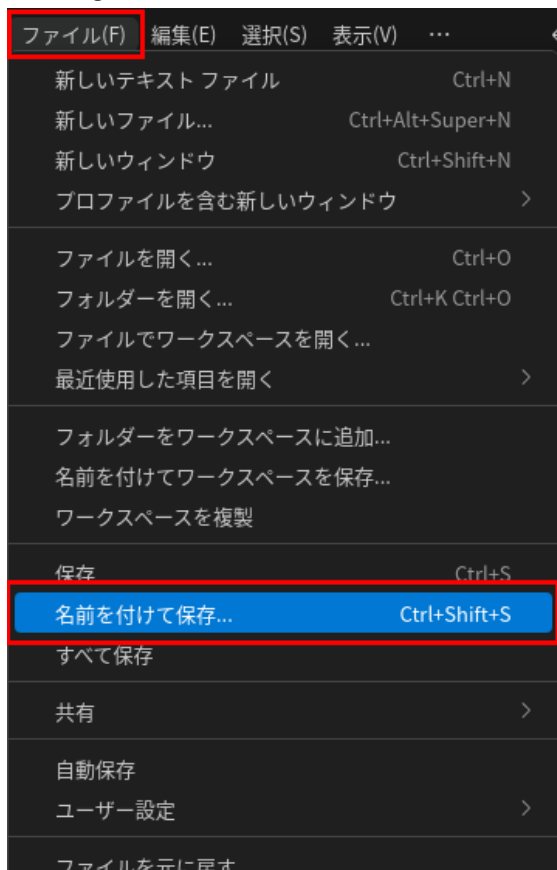 ファイル(F) 編集(E) 選択(S) 表示(V) …
新しいテキスト ファイル Ctrl+N
新しいファイル... Ctrl+Alt+Super+N
新しいウィンドウ Ctrl+Shift+N
プロファイルを含む新しいウィンドウ
ファイルを開く... Ctrl+O
フォルダーを開く... Ctrl+K Ctrl+O
ファイルでワークスペースを開く...
最近使用した項目を開く
フォルダーをワークスペースに追加...
名前を付けてワークスペースを保存...
ワークスペースを複製
保存 Ctrl+S
名前を付けて保存... Ctrl+Shift+S
すべて保存
共有
自動保存
ユーザー設定
ファイルを元に戻す